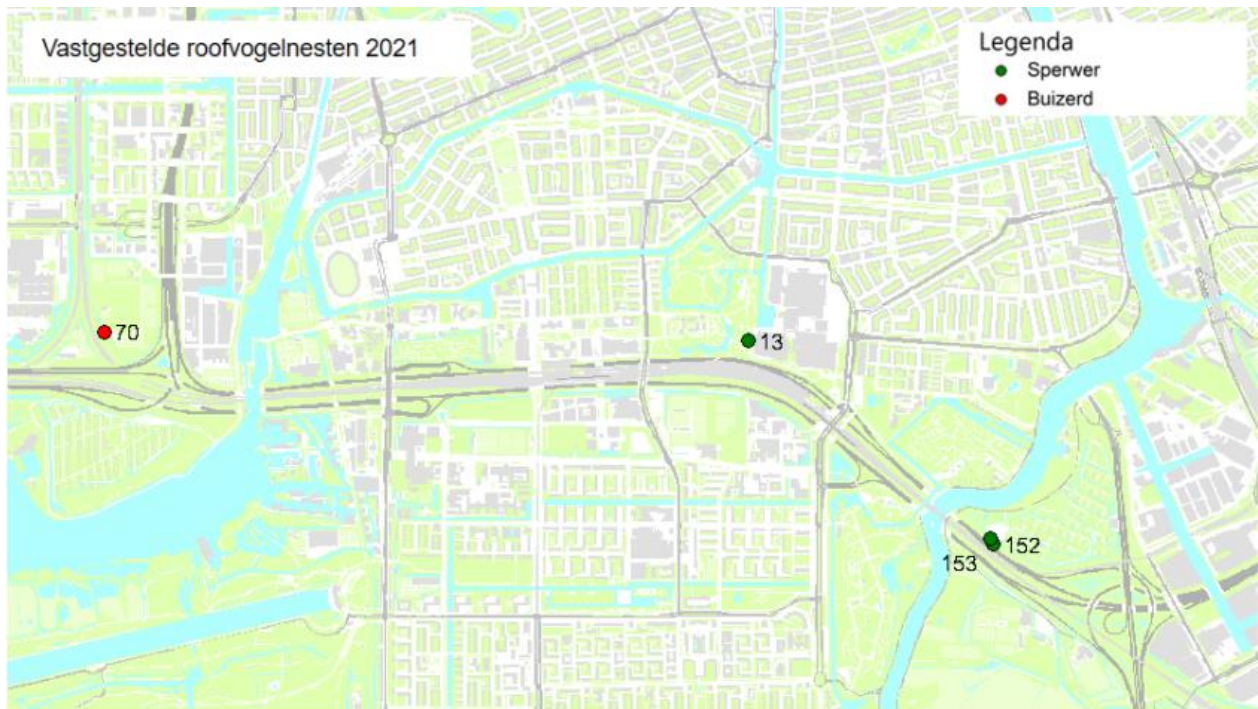 Vastgestelde roofvogelnesten 2021
Legenda
Sperwer
Buizerd
70
13
152
153